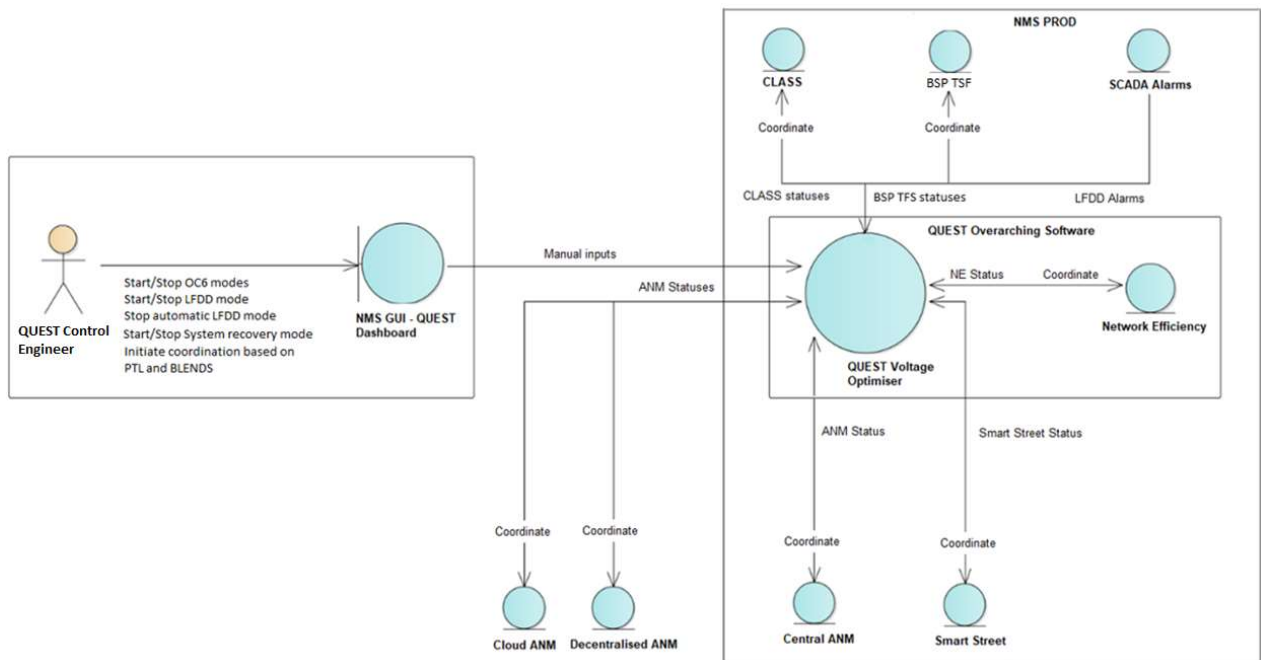 NMS PROD
CLASS
BSP TSF
SCADA Alarms
Coordinate
Coordinate
CLASS statuses
BSP TFS statuses
LFDD Alarms
QUEST Overarching Software
Manual inputs
ANM Statuses
NE Status
Coordinate
Start/Stop OC6 modes
Start/Stop LFDD mode
Stop automatic LFDD mode
Start/Stop System recovery mode
Initiate coordination based on
PTL and BLENDS
QUEST Control
Engineer
NMS GUI - QUEST
Dashboard
Network Efficiency
QUEST Voltage
Optimiser
ANM Status
Smart Street Status
Coordinate
Coordinate
Coordinate
Coordinate
Cloud ANM
Decentralised ANM
Central ANM
Smart Street